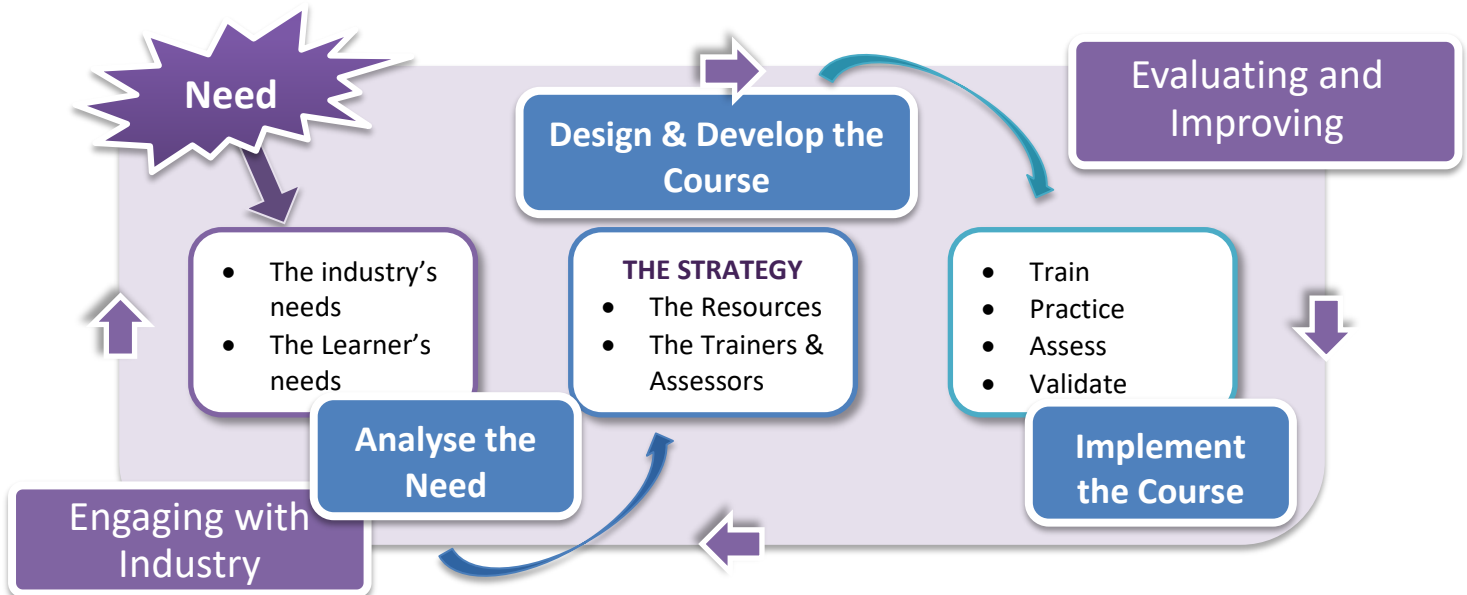 Need
Evaluating and
Improving
Design & Develop the
Course
• The industry’s
needs
• The Learner’s
needs
THE STRATEGY
• The Resources
• The Trainers &
Assessors
• Train
• Practice
• Assess
• Validate
Analyse the
Need
Implement
the Course
Engaging with
Industry